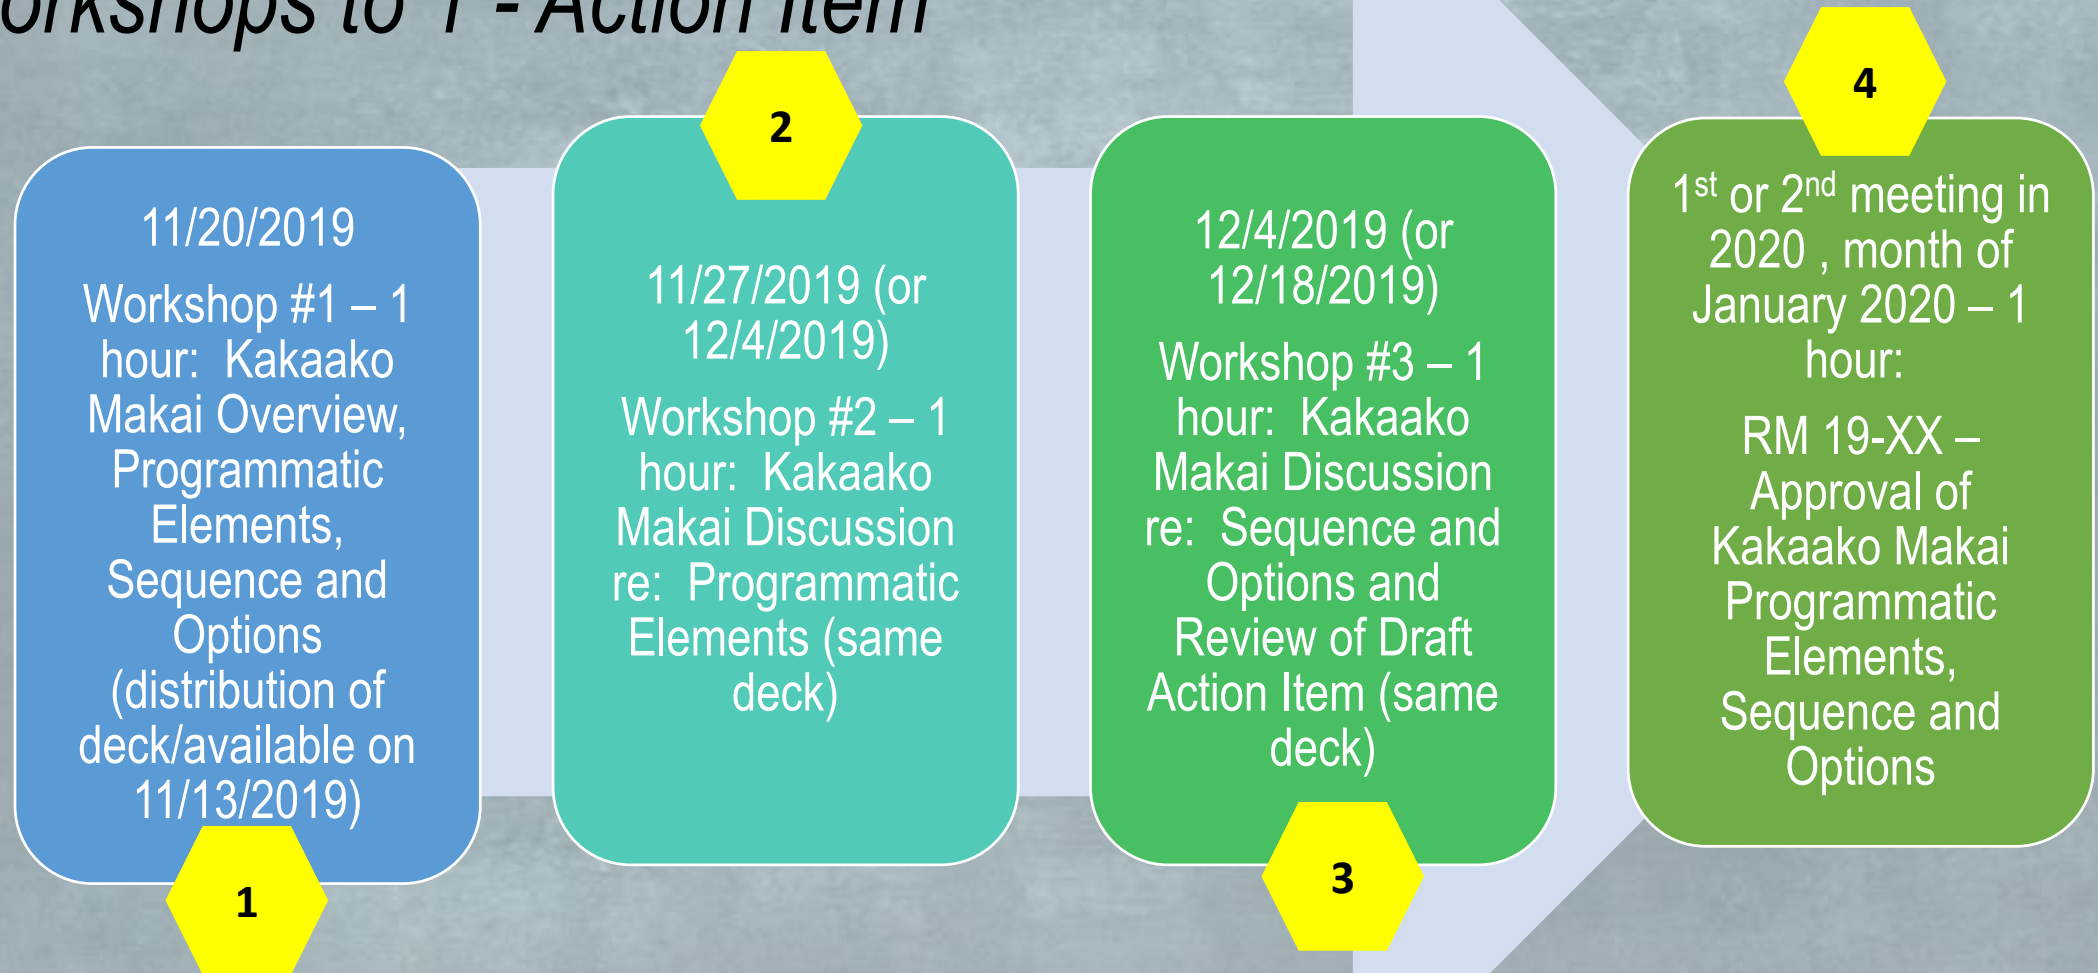 to 1 - Action Item
1
11/20/2019
Workshop #1 – 1
hour:  Kakaako
Makai Overview,
Programmatic
Elements,
Sequence and
Options
(distribution of
deck/available on
11/13/2019)
2
11/27/2019 (or
12/4/2019)
Workshop #2 – 1
hour:  Kakaako
Makai Discussion
re:  Programmatic
Elements (same
deck)
3
12/4/2019 (or
12/18/2019)
Workshop #3 – 1
hour:  Kakaako
Makai Discussion
re:  Sequence and
Options and
Review of Draft
Action Item (same
deck)
4
1st or 2nd meeting in
2020 , month of
January 2020 – 1
hour:
RM 19-XX –
Approval of
Kakaako Makai
Programmatic
Elements,
Sequence and
Options